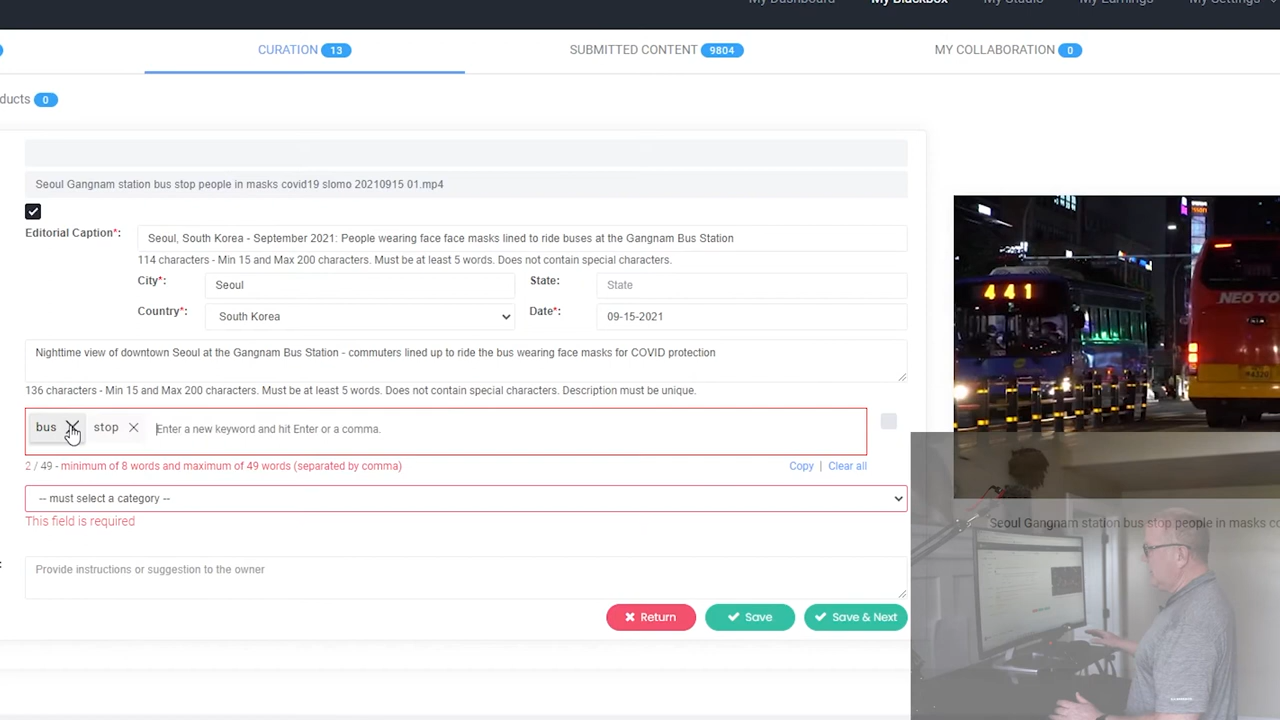 My Dashboard My Blackbox My Studio My Earnings My Settings
CURATION 13 SUBMITTED CONTENT 9804 MY COLLABORATION 0
ducts 0
Seoul Gangnam station bus stop people in masks covid19 slomo 20210915 01.mp4
Editorial Caption*: Seoul, South Korea - September 2021: People wearing face face masks lined to ride buses at the Gangnam Bus Station
114 characters - Min 15 and Max 200 characters. Must be at least 5 words. Does not contain special characters.
City*: Seoul State: State
Country*: South Korea Date*: 09-15-2021
Nighttime view of downtown Seoul at the Gangnam Bus Station - commuters lined up to ride the bus wearing face masks for COVID protection
136 characters - Min 15 and Max 200 characters. Must be at least 5 words. Does not contain special characters. Description must be unique.
bus stop Enter a new keyword and hit Enter or a comma.
2 / 49 - minimum of 8 words and maximum of 49 words (separated by comma) Copy | Clear all
-- must select a category --
This field is required
:
Provide instructions or suggestion to the owner
Return Save Save & Next
441
NEO TO
4320
Seoul Gangnam station bus stop people in masks co